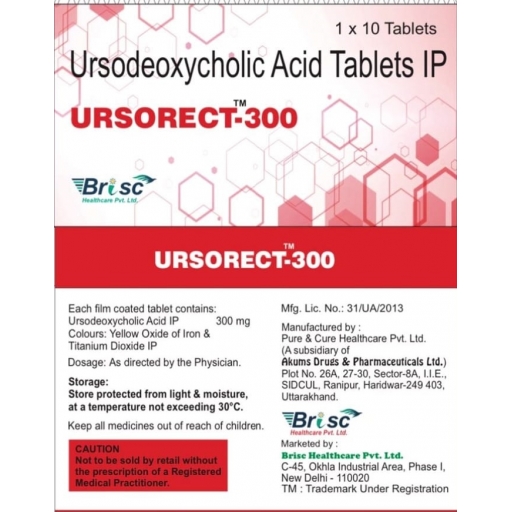 1 x 10 Tablets
Ursodeoxycholic Acid Tablets IP
URSORECT-300™
Brisc
Healthcare Pvt. Ltd.
URSORECT-300™
Each film coated tablet contains:
Ursodeoxycholic Acid IP 300 mg
Colours: Yellow Oxide of Iron &
Titanium Dioxide IP
Dosage: As directed by the Physician.
Storage:
Store protected from light & moisture,
at a temperature not exceeding 30°C.
Keep all medicines out of reach of children.
CAUTION
Not to be sold by retail without
the prescription of a Registered
Medical Practitioner.
Mfg. Lic. No.: 31/UA/2013
Manufactured by :
Pure & Cure Healthcare Pvt. Ltd.
(A subsidiary of
Akums Drugs & Pharmaceuticals Ltd.)
Plot No. 26A, 27-30, Sector-8A, I.I.E.,
SIDCUL, Ranipur, Haridwar-249 403,
Uttarakhand.
Brisc
Healthcare Pvt. Ltd.
Marketed by :
Brisc Healthcare Pvt. Ltd.
C-45, Okhla Industrial Area, Phase I,
New Delhi - 110020
TM : Trademark Under Registration